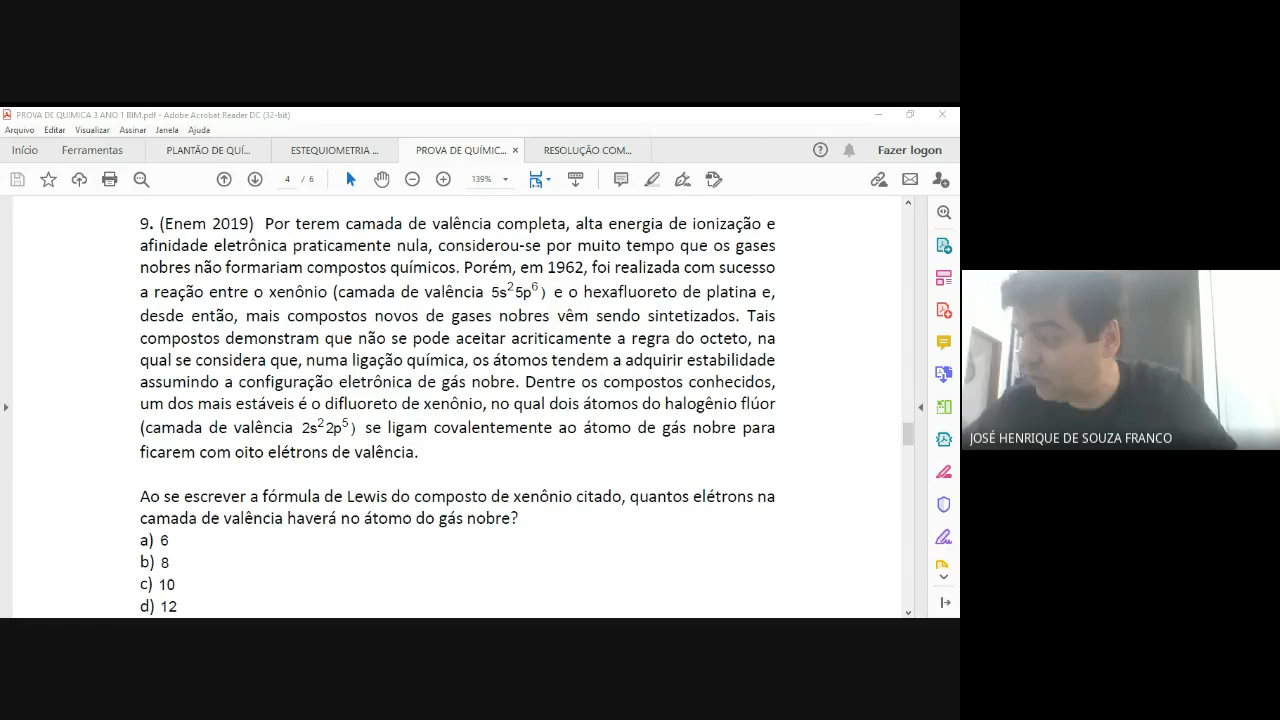 PROVA DE QUIMICA 3 ANO 1 BIM.pdf - Adobe Acrobat Reader DC (32-bit)
Arquivo Editar Visualizar Assinar Janela Ajuda
Início Ferramentas PLANTÃO DE QUÍ... ESTEQUIOMETRIA ... PROVA DE QUÍMIC... × RESOLUÇÃO COM... Fazer logon
4 / 6 139%
9. (Enem 2019) Por terem camada de valência completa, alta energia de ionização e
afinidade eletrônica praticamente nula, considerou-se por muito tempo que os gases
nobres não formariam compostos químicos. Porém, em 1962, foi realizada com sucesso
a reação entre o xenônio (camada de valência 5s²5p⁶) e o hexafluoreto de platina e,
desde então, mais compostos novos de gases nobres vêm sendo sintetizados. Tais
compostos demonstram que não se pode aceitar acriticamente a regra do octeto, na
qual se considera que, numa ligação química, os átomos tendem a adquirir estabilidade
assumindo a configuração eletrônica de gás nobre. Dentre os compostos conhecidos,
um dos mais estáveis é o difluoreto de xenônio, no qual dois átomos do halogênio flúor
(camada de valência 2s²2p⁵) se ligam covalentemente ao átomo de gás nobre para
ficarem com oito elétrons de valência.
Ao se escrever a fórmula de Lewis do composto de xenônio citado, quantos elétrons na
camada de valência haverá no átomo do gás nobre?
a) 6
b) 8
c) 10
d) 12
JOSÉ HENRIQUE DE SOUZA FRANCO